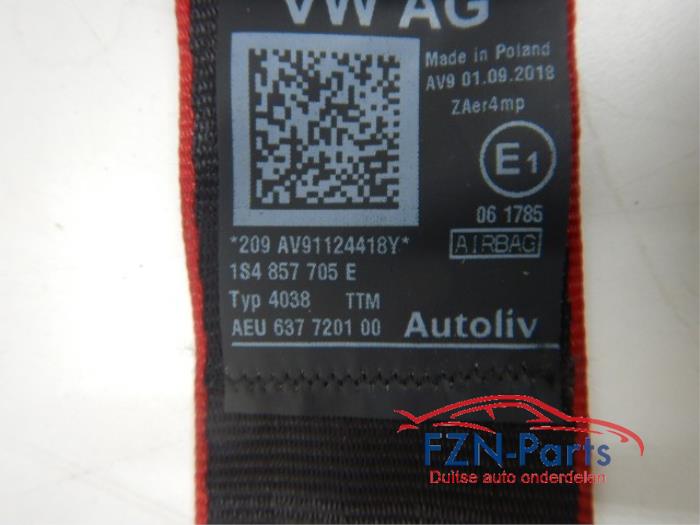 VW AG
Made in Poland
AV9 01.09.2018
ZAer4mp
E1
06 1785
*209 AV91124418Y*
AIRBAG
1S4 857 705 E
Typ 4038 TTM
AEU 637 7201 00 Autoliv
FZN-Parts
Duitse auto onderdelen